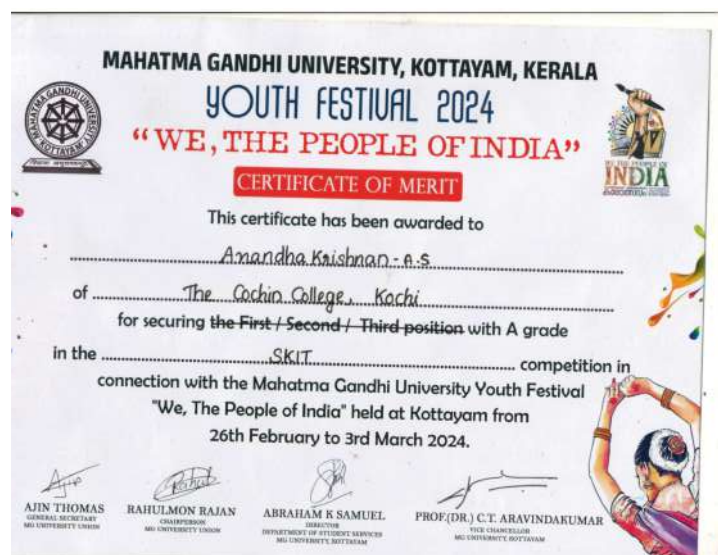 MAHATMA GANDHI UNIVERSITY, KOTTAYAM, KERALA
YOUTH FESTIVAL 2024
"WE, THE PEOPLE OF INDIA"
MAHATMA GANDHI UNIVERSITY
KOTTAYAM
WE THE PEOPLE OF
INDIA
CERTIFICATE OF MERIT
This certificate has been awarded to
Anandha Krishnan - A.S
of The Cochin College, Kochi
for securing the First / Second / Third position with A grade
in the SKIT competition in
connection with the Mahatma Gandhi University Youth Festival
"We, The People of India" held at Kottayam from
26th February to 3rd March 2024.
AJIN THOMAS
GENERAL SECRETARY
MG UNIVERSITY UNION
RAHULMON RAJAN
CHAIRPERSON
MG UNIVERSITY UNION
ABRAHAM K SAMUEL
DIRECTOR
DEPARTMENT OF STUDENT SERVICES
MG UNIVERSITY, KOTTAYAM
PROF.(DR.) C.T. ARAVINDAKUMAR
VICE CHANCELLOR
MG UNIVERSITY, KOTTAYAM